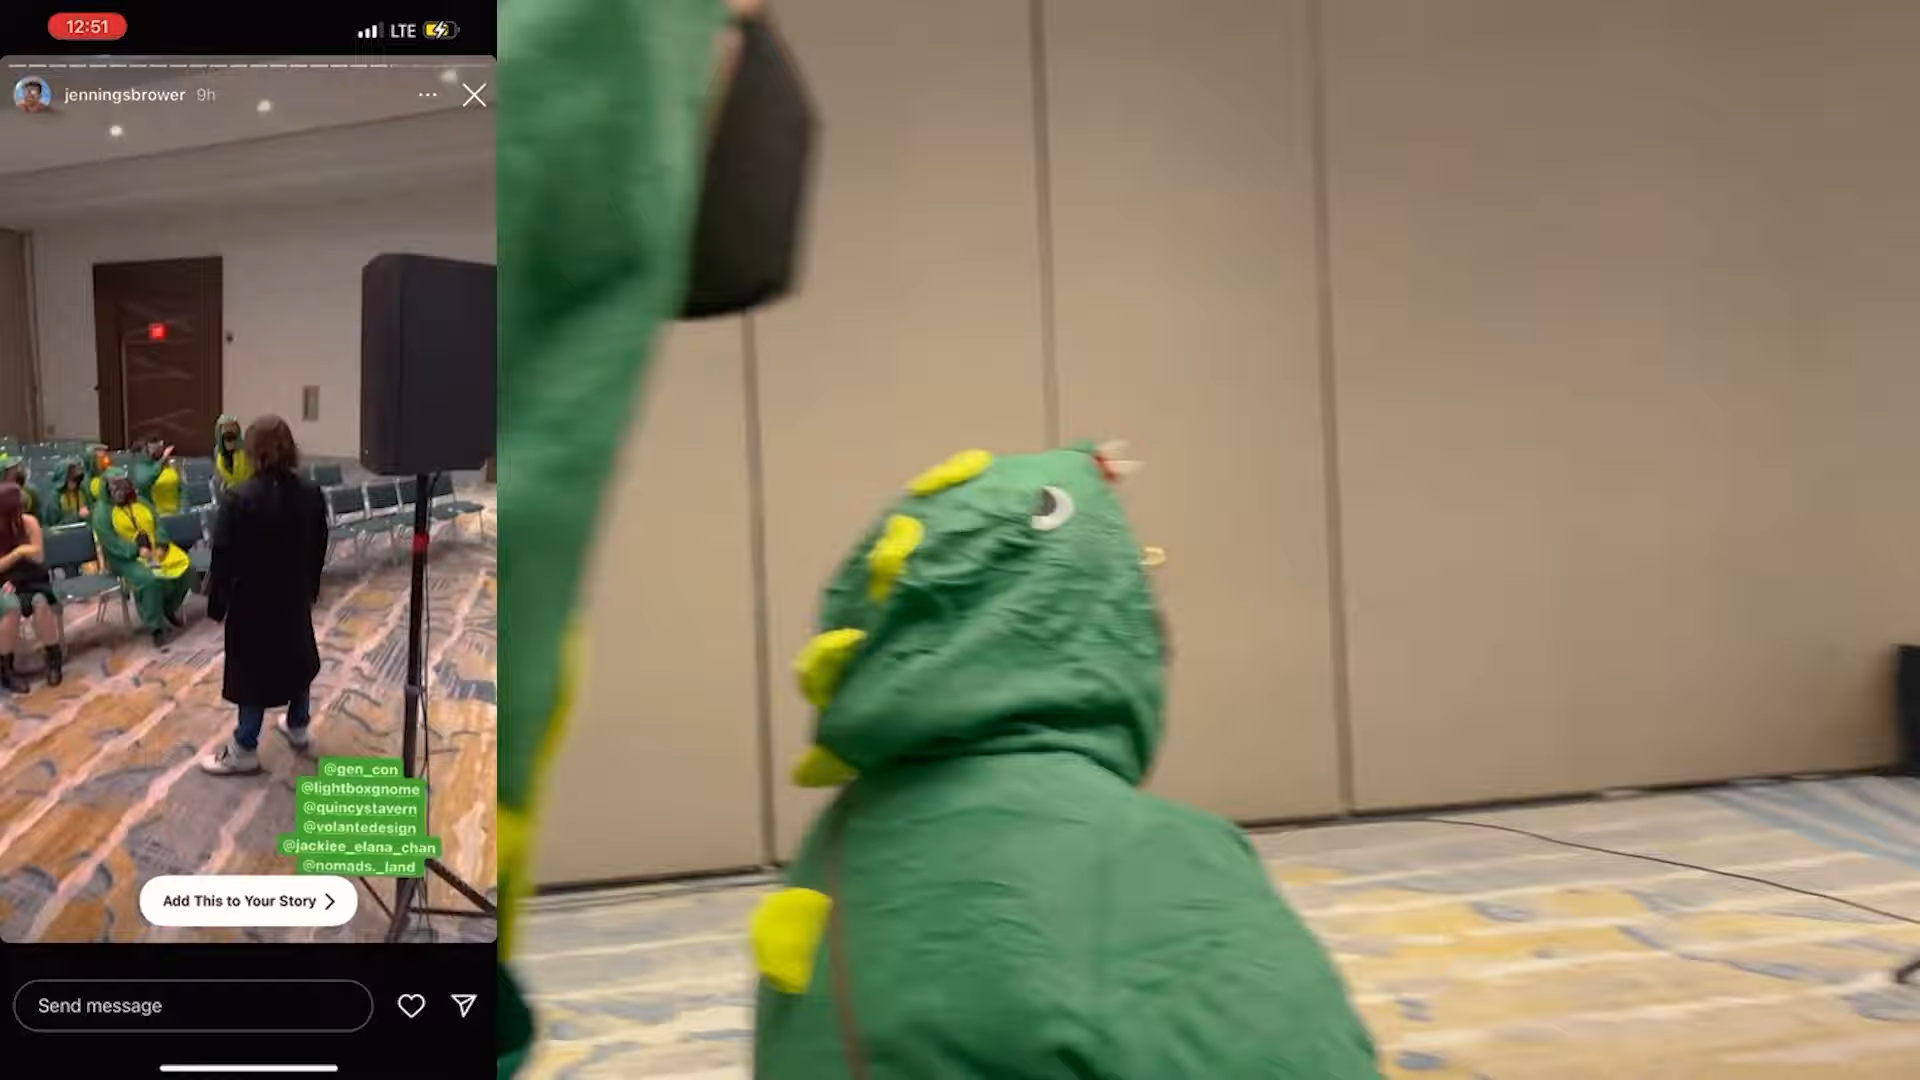 12:51
LTE
jenningsbrower 9h
@gen_con
@lightboxgnome
@quincystavern
@volantedesign
@jackiee_elana_chan
@nomads._land
Add This to Your Story
Send message